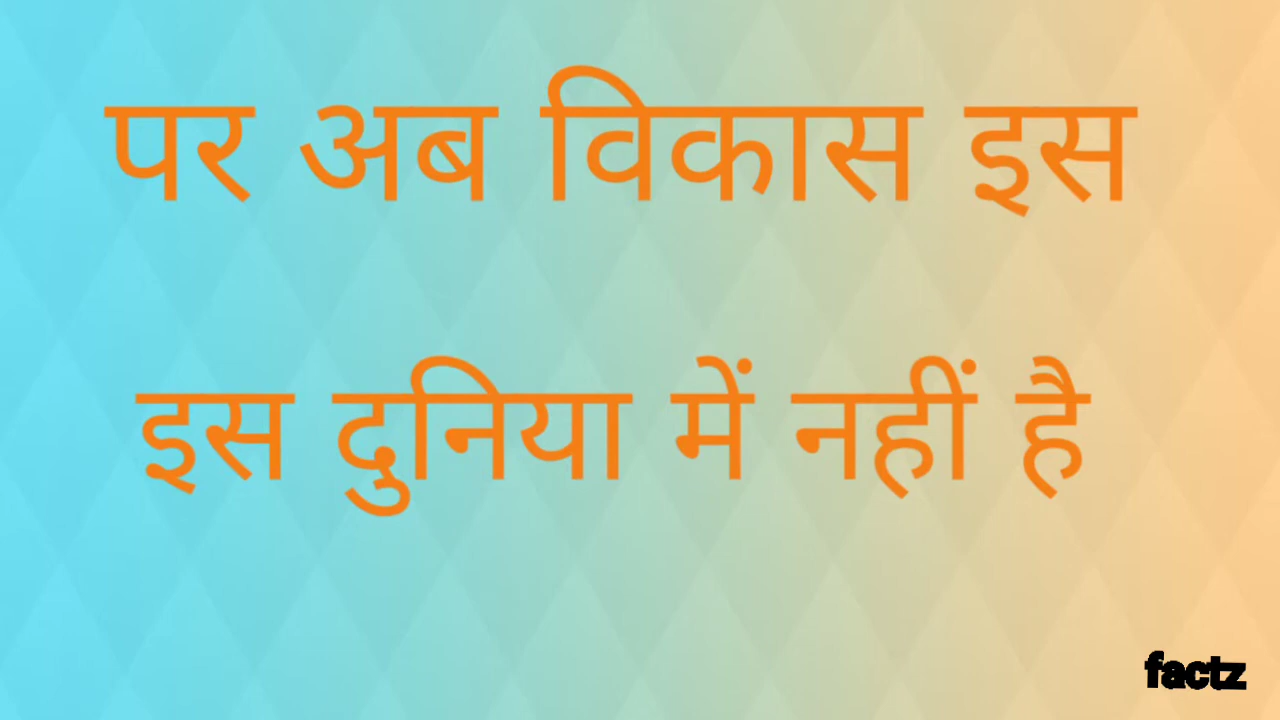 पर अब विकास इस
इस दुनिया में नहीं है
factz